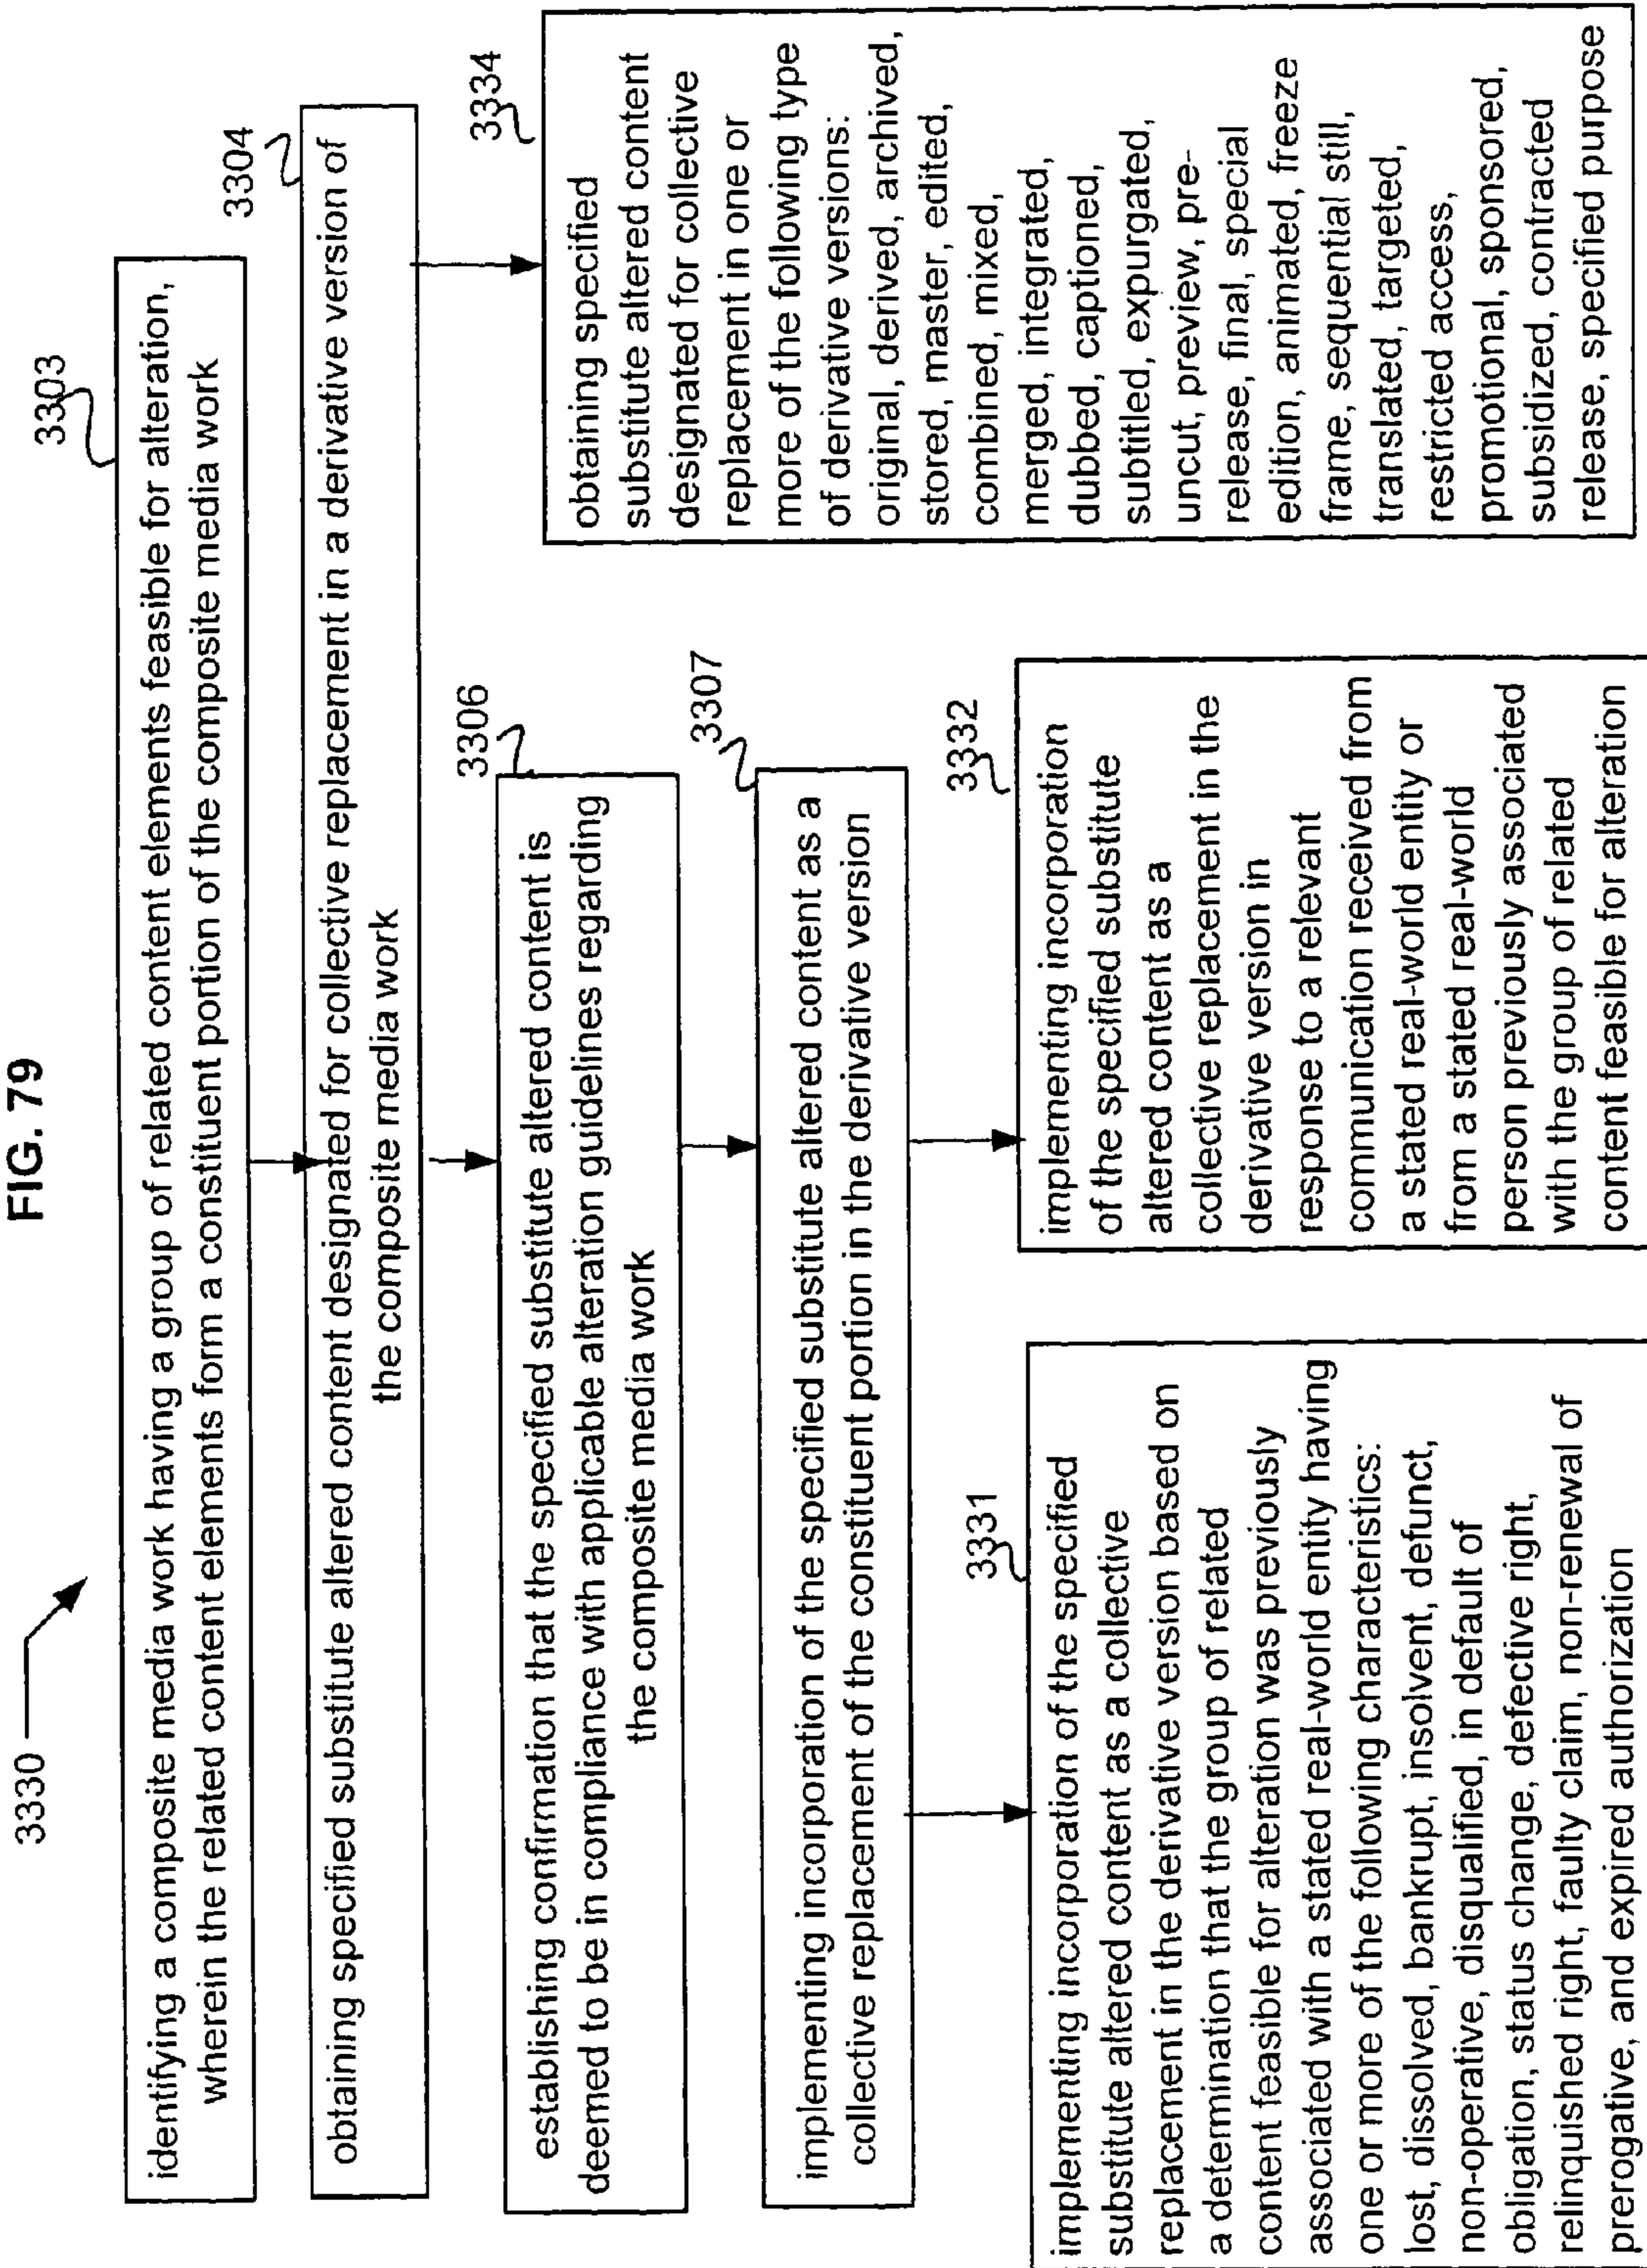 FIG. 79
3330
3303
identifying a composite media work having a group of related content elements feasible for alteration,
wherein the related content elements form a constituent portion of the composite media work
3304
obtaining specified substitute altered content designated for collective replacement in a derivative version of
the composite media work
3306
establishing confirmation that the specified substitute altered content is
deemed to be in compliance with applicable alteration guidelines regarding
the composite media work
3307
implementing incorporation of the specified substitute altered content as a
collective replacement of the constituent portion in the derivative version
3331
implementing incorporation of the specified
substitute altered content as a collective
replacement in the derivative version based on
a determination that the group of related
content feasible for alteration was previously
associated with a stated real-world entity having
one or more of the following characteristics:
lost, dissolved, bankrupt, insolvent, defunct,
non-operative, disqualified, in default of
obligation, status change, defective right,
relinquished right, faulty claim, non-renewal of
prerogative, and expired authorization
3332
implementing incorporation
of the specified substitute
altered content as a
collective replacement in the
derivative version in
response to a relevant
communication received from
a stated real-world entity or
from a stated real-world
person previously associated
with the group of related
content feasible for alteration
3334
obtaining specified
substitute altered content
designated for collective
replacement in one or
more of the following type
of derivative versions:
original, derived, archived,
stored, master, edited,
combined, mixed,
merged, integrated,
dubbed, captioned,
subtitled, expurgated,
uncut, preview, pre-
release, final, special
edition, animated, freeze
frame, sequential still,
translated, targeted,
restricted access,
promotional, sponsored,
subsidized, contracted
release, specified purpose